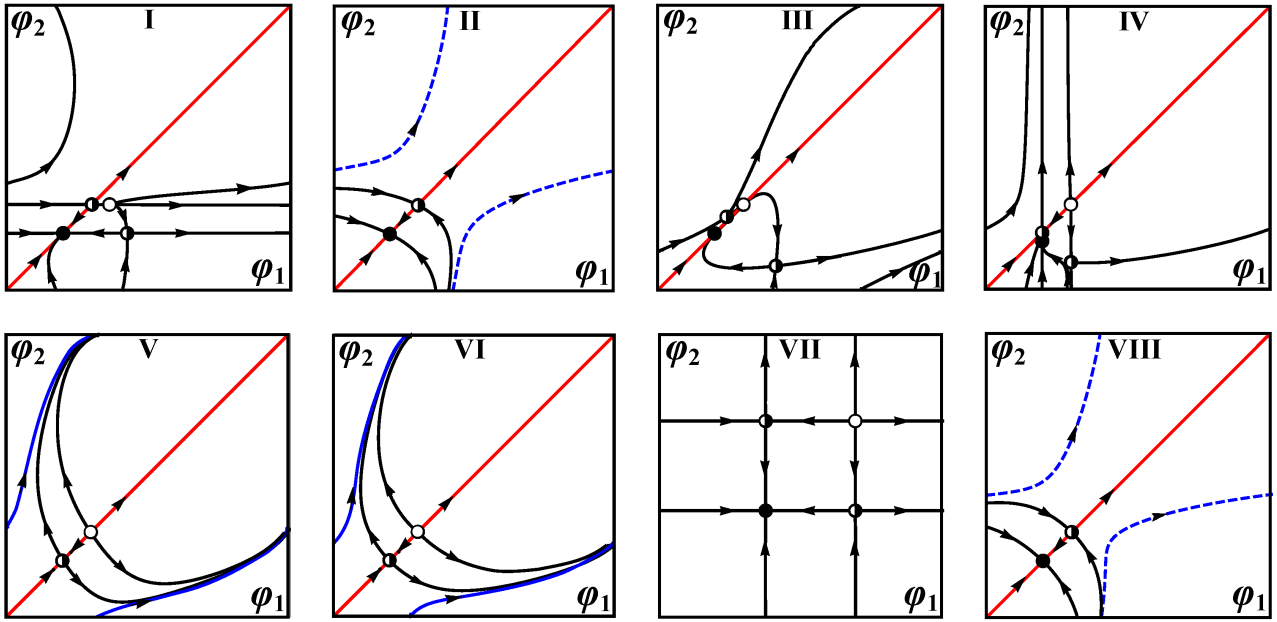 φ₂ I φ₁
φ₂ II φ₁
φ₂ III φ₁
φ₂ IV φ₁
φ₂ V φ₁
φ₂ VI φ₁
φ₂ VII φ₁
φ₂ VIII φ₁